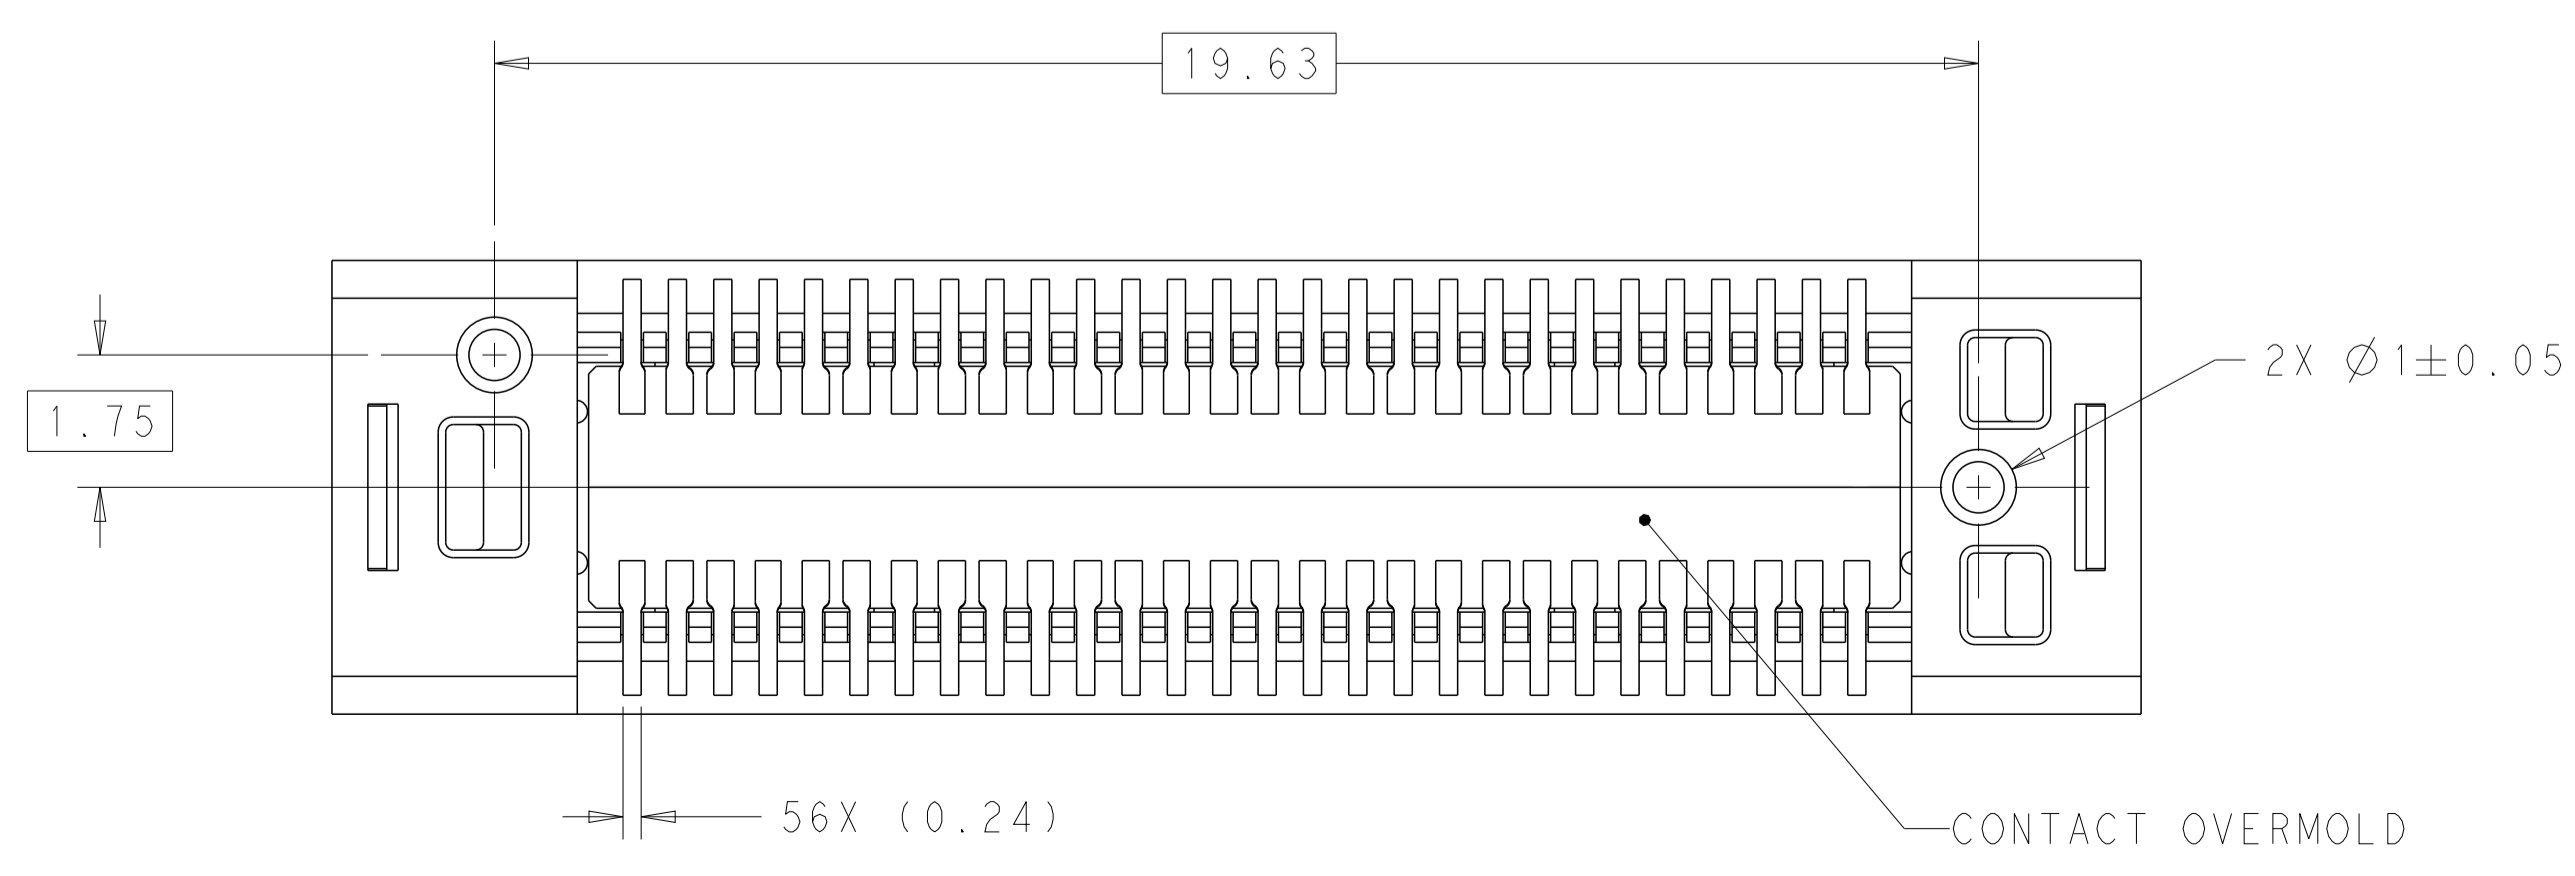 19.63
2X Ø1±0.05
1.75
56X (0.24)
CONTACT OVERMOLD